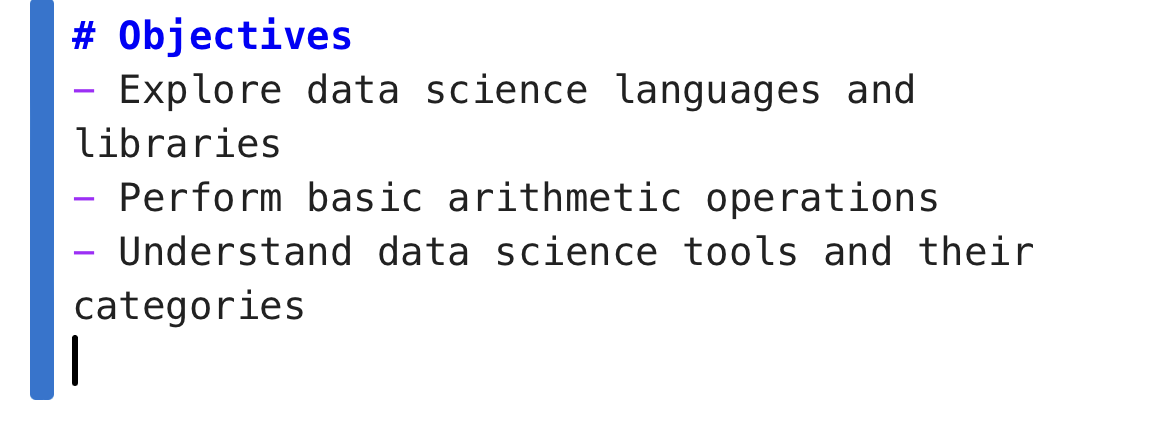 # Objectives
- Explore data science languages and
libraries
- Perform basic arithmetic operations
- Understand data science tools and their
categories